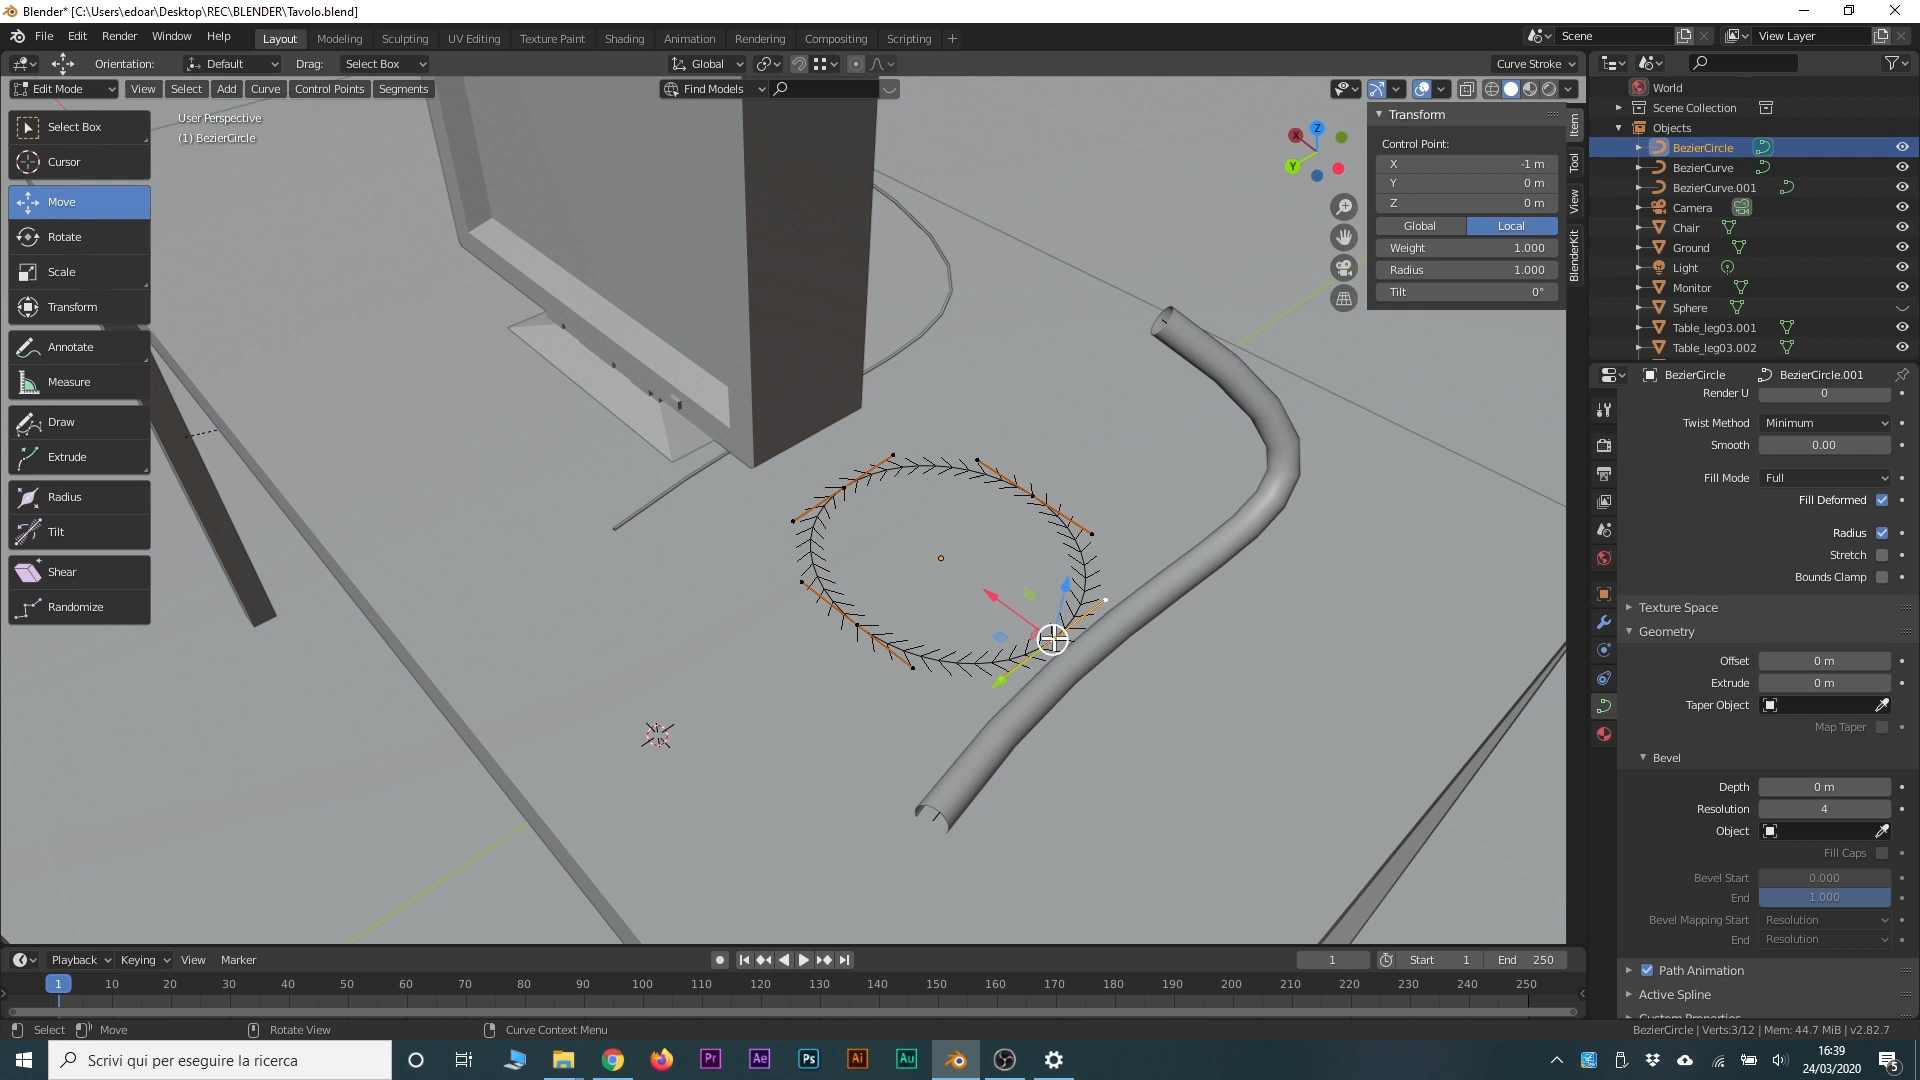 Blender* [C:\Users\edoar\Desktop\REC\BLENDER\Tavolo.blend]
File Edit Render Window Help Layout Modeling Sculpting UV Editing Texture Paint Shading Animation Rendering Compositing Scripting + Scene View Layer
Orientation: Default Drag: Select Box Global Curve Stroke
Edit Mode View Select Add Curve Control Points Segments Find Models
User Perspective
(1) BezierCircle
Select Box
Cursor
Move
Rotate
Scale
Transform
Annotate
Measure
Draw
Extrude
Radius
Tilt
Shear
Randomize
X Y Z
Transform
Control Point:
X -1 m
Y 0 m
Z 0 m
Global Local
Weight 1.000
Radius 1.000
Tilt 0°
Item
Tool
View
BlenderKit
World
Scene Collection
Objects
BezierCircle
BezierCurve
BezierCurve.001
Camera
Chair
Ground
Light
Monitor
Sphere
Table_leg03.001
Table_leg03.002
BezierCircle BezierCircle.001
Render U 0
Twist Method Minimum
Smooth 0.00
Fill Mode Full
Fill Deformed
Radius
Stretch
Bounds Clamp
Texture Space
Geometry
Offset 0 m
Extrude 0 m
Taper Object
Map Taper
Bevel
Depth 0 m
Resolution 4
Object
Fill Caps
Bevel Start 0.000
End 1.000
Bevel Mapping Start Resolution
End Resolution
Path Animation
Active Spline
Custom Properties
Playback Keying View Marker 1 Start 1 End 250
1 10 20 30 40 50 60 70 80 90 100 110 120 130 140 150 160 170 180 190 200 210 220 230 240 250
Select Move Rotate View Curve Context Menu BezierCircle | Verts:3/12 | Mem: 44.7 MiB | v2.82.7
Scrivi qui per eseguire la ricerca
Pr Ae Ps Ai Au
16:39
24/03/2020
5